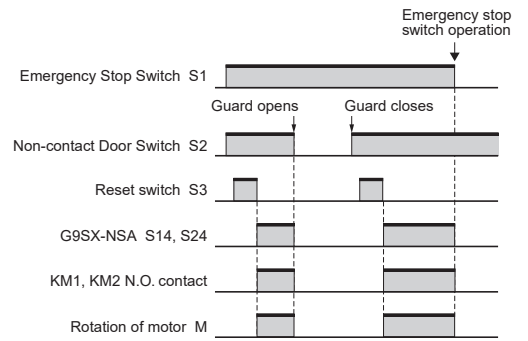 Emergency stop
switch operation
Emergency Stop Switch S1
Guard opens
Guard closes
Non-contact Door Switch S2
Reset switch S3
G9SX-NSA S14, S24
KM1, KM2 N.O. contact
Rotation of motor M